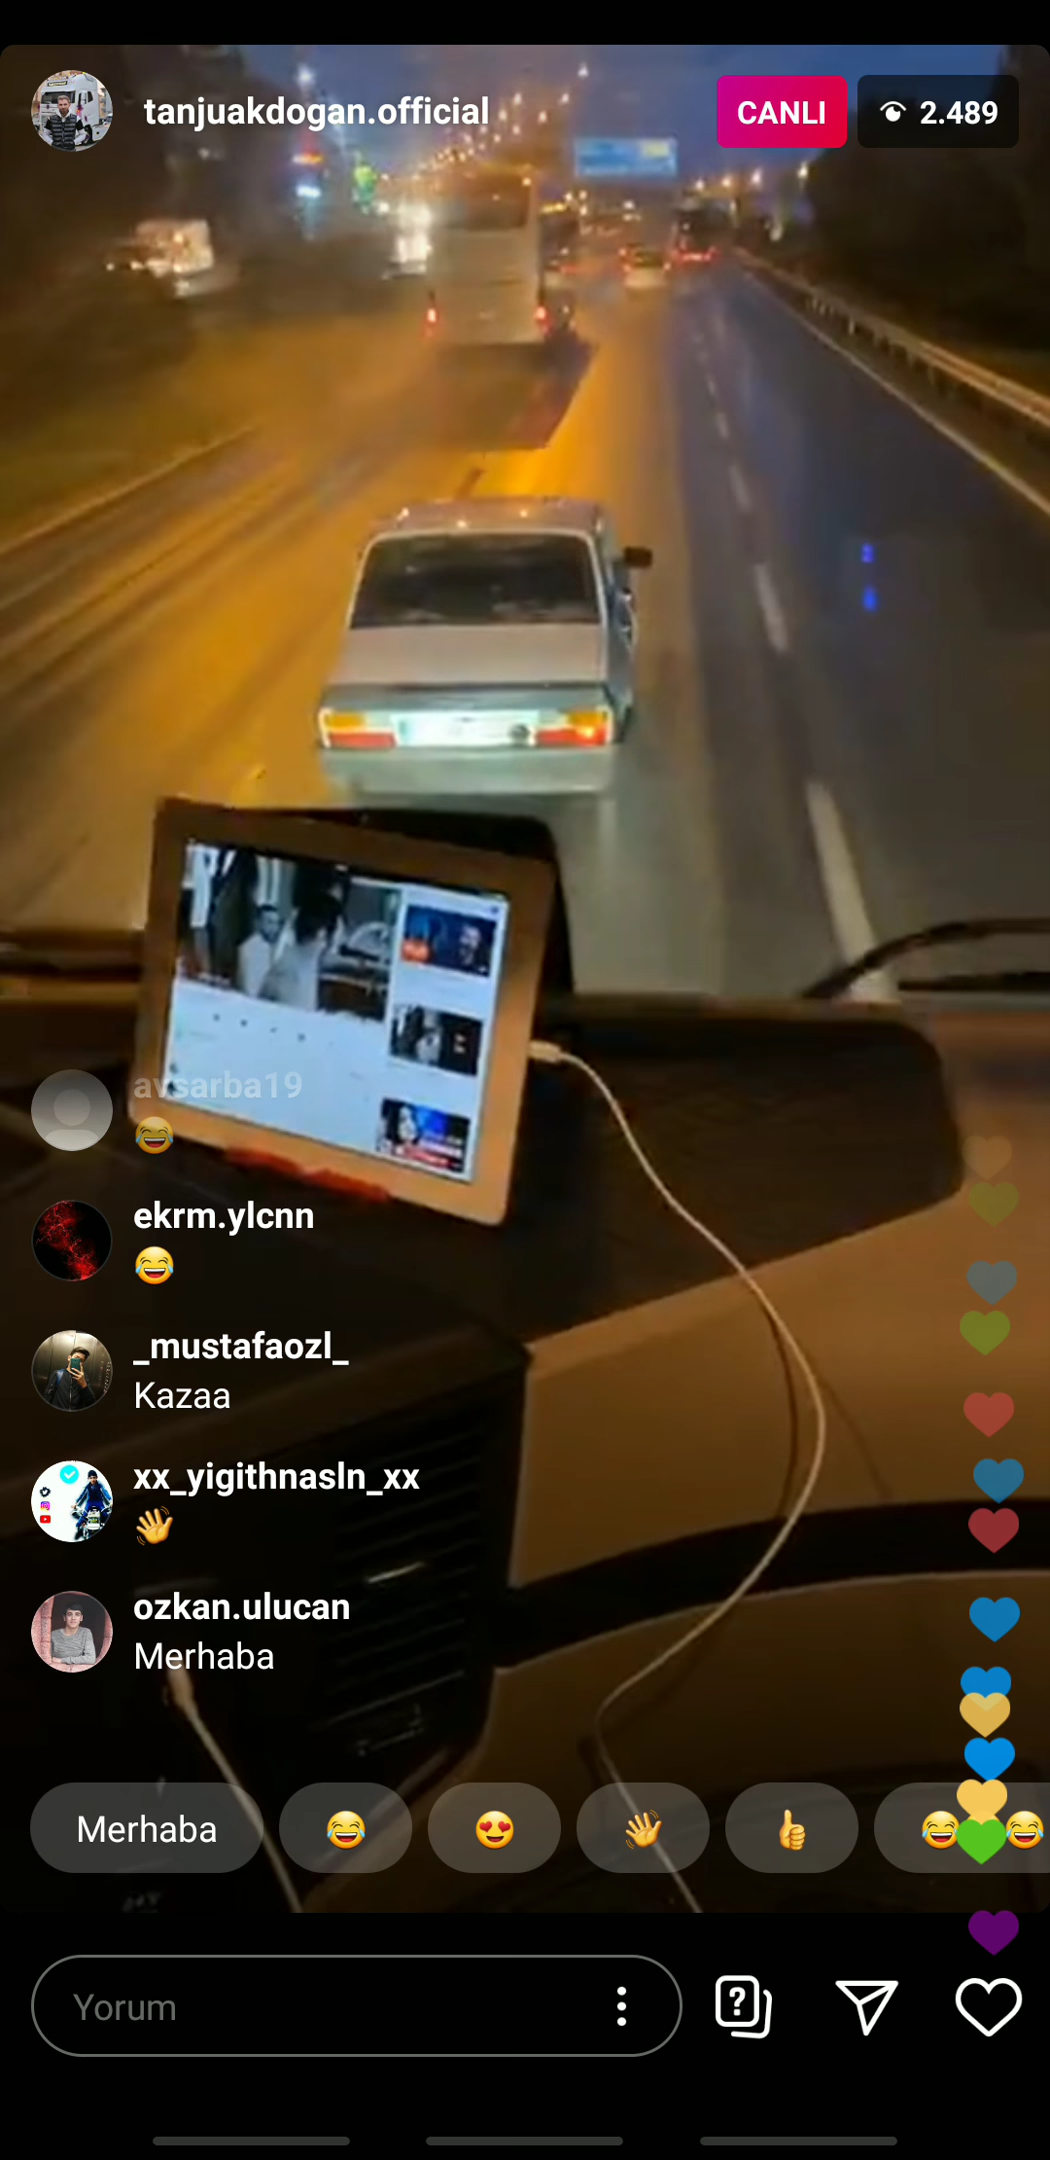 tanjuakdogan.official
CANLI
2.489
avsarba19
😂
ekrm.ylcnn
😂
_mustafaozl_
Kazaa
xx_yigithnasln_xx
👋
ozkan.ulucan
Merhaba
Merhaba 😂 😍 👋 👍 😂 😂
Yorum